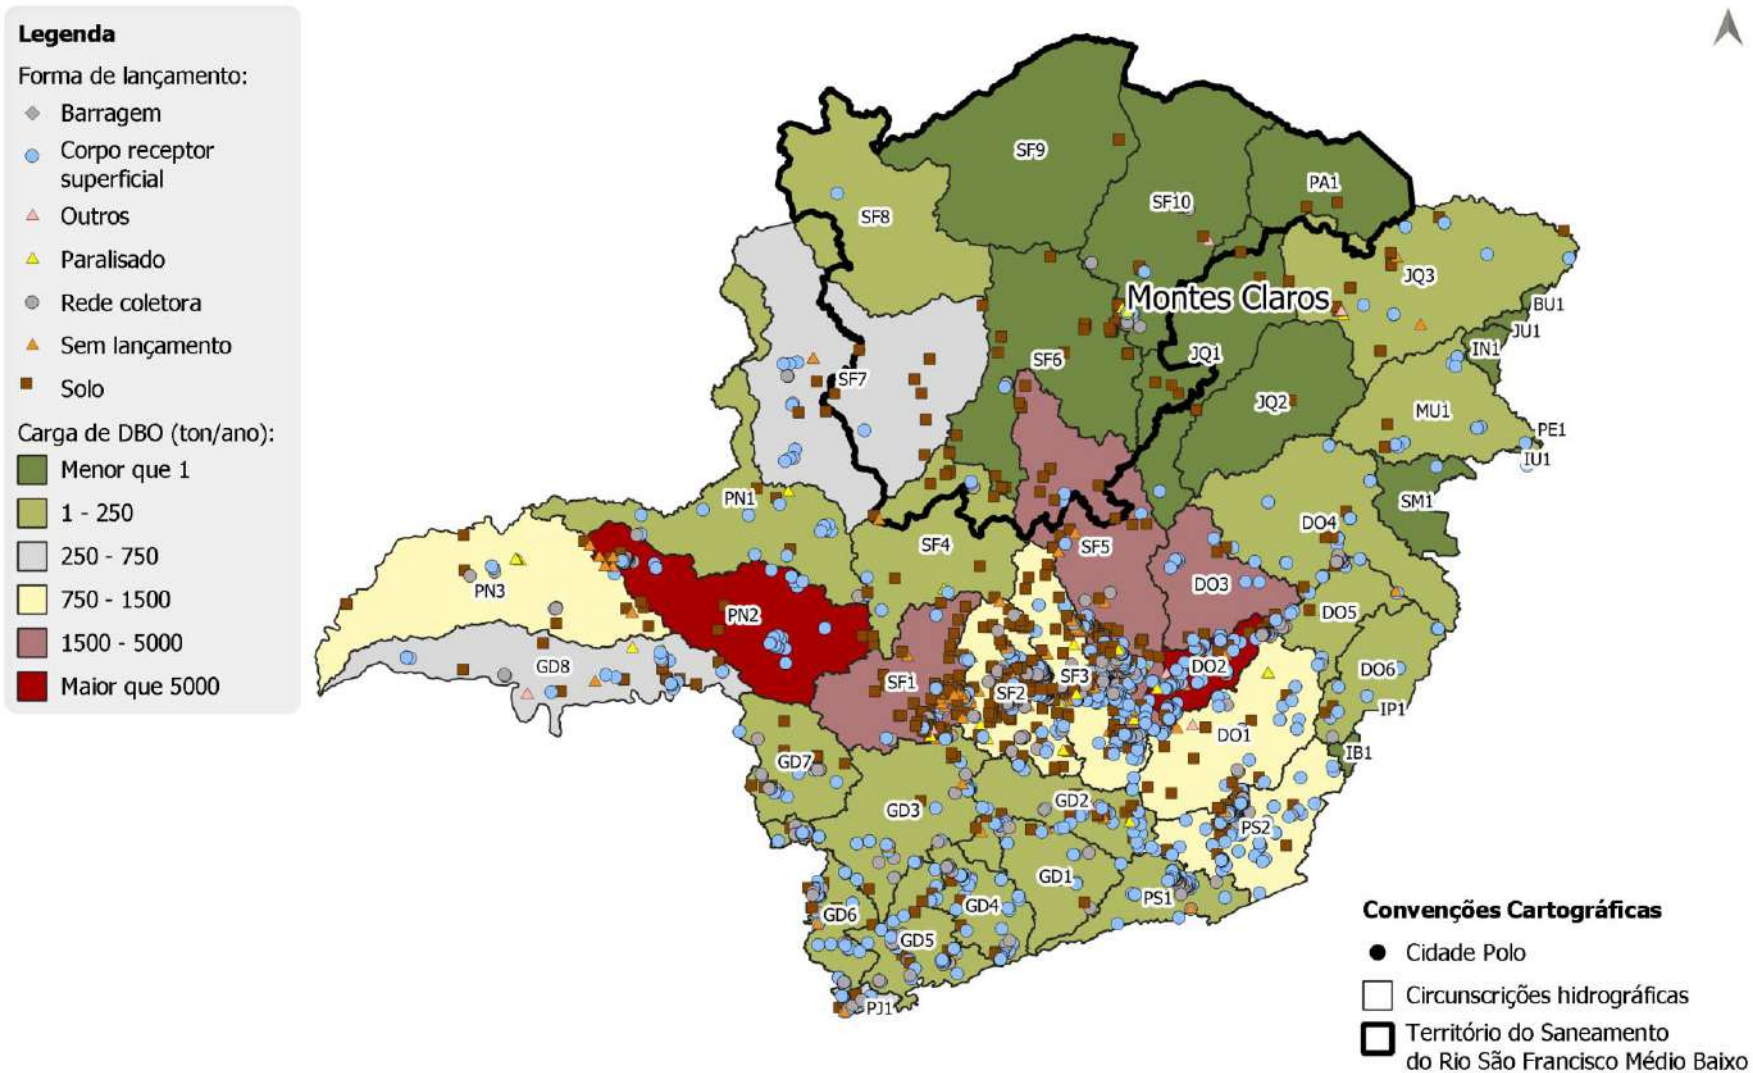 Legenda
Forma de lançamento:
Barragem
Corpo receptor
superficial
Outros
Paralisado
Rede coletora
Sem lançamento
Solo
Carga de DBO (ton/ano):
Menor que 1
1 - 250
250 - 750
750 - 1500
1500 - 5000
Maior que 5000
SF9
PA1
SF10
SF8
JQ3
Montes Claros
BU1
JU1
IN1
JQ1
SF6
SF7
JQ2
MU1
PE1
IU1
PN1
SM1
DO4
SF4
SF5
DO3
PN3
PN2
DO5
GD8
DO2
DO6
SF1
SF3
SF2
IP1
DO1
IB1
GD7
GD3
GD2
PS2
GD1
PS1
GD4
GD6
GD5
PJ1
Convenções Cartográficas
Cidade Polo
Circunscrições hidrográficas
Território do Saneamento
do Rio São Francisco Médio Baixo